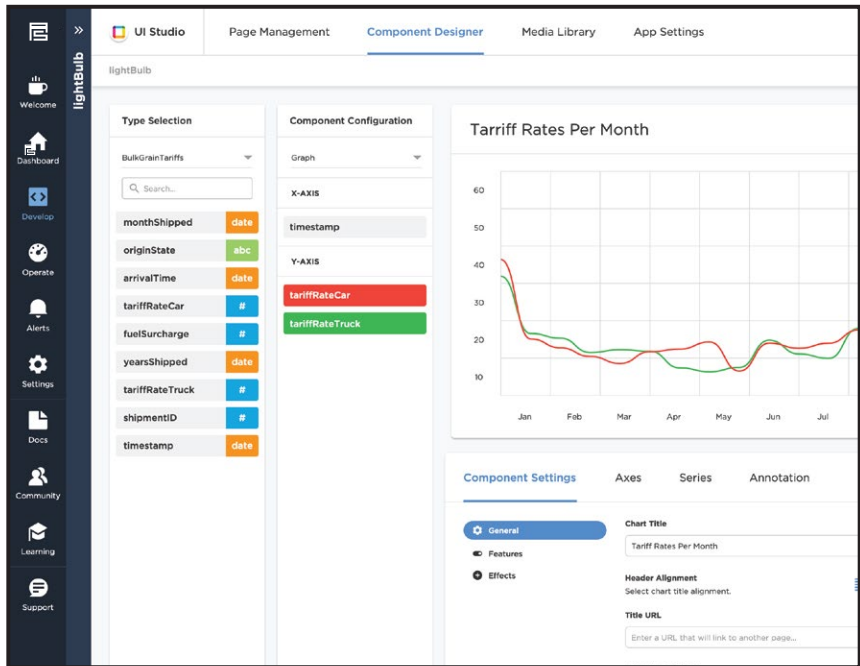 UI Studio
Page Management
Component Designer
Media Library
App Settings
»
lightBulb
lightBulb
Welcome
Dashboard
Develop
Operate
Alerts
Settings
Docs
Community
Learning
Support
Type Selection
BulkGrainTariffs
Search...
monthShipped date
originState abc
arrivalTime date
tariffRateCar #
fuelSurcharge #
yearsShipped date
tariffRateTruck #
shipmentID #
timestamp date
Component Configuration
Graph
X-AXIS
timestamp
Y-AXIS
tariffRateCar
tariffRateTruck
Tarriff Rates Per Month
60
50
40
30
20
10
Jan Feb Mar Apr May Jun Jul
Component Settings
Axes
Series
Annotation
General
Features
Effects
Chart Title
Tariff Rates Per Month
Header Alignment
Select chart title alignment.
Title URL
Enter a URL that will link to another page...